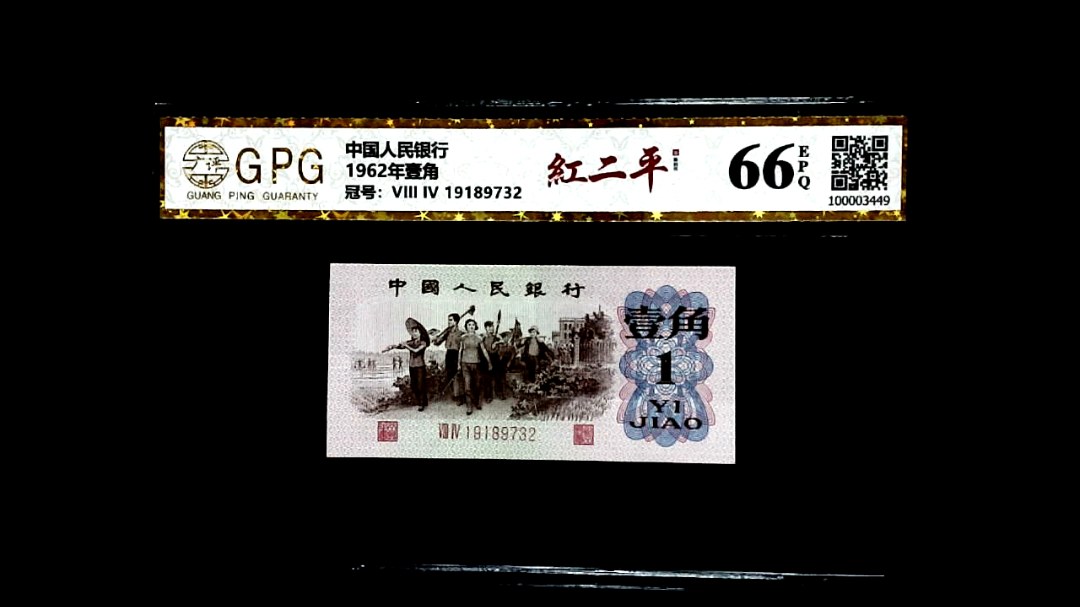 GPG
GUANG PING GUARANTY
中国人民银行
1962年壹角
冠号: VIII IV 19189732
紅二平
66
EPQ
100003449
中國人民銀行
壹角
1
YI
JIAO
VIII IV 19189732